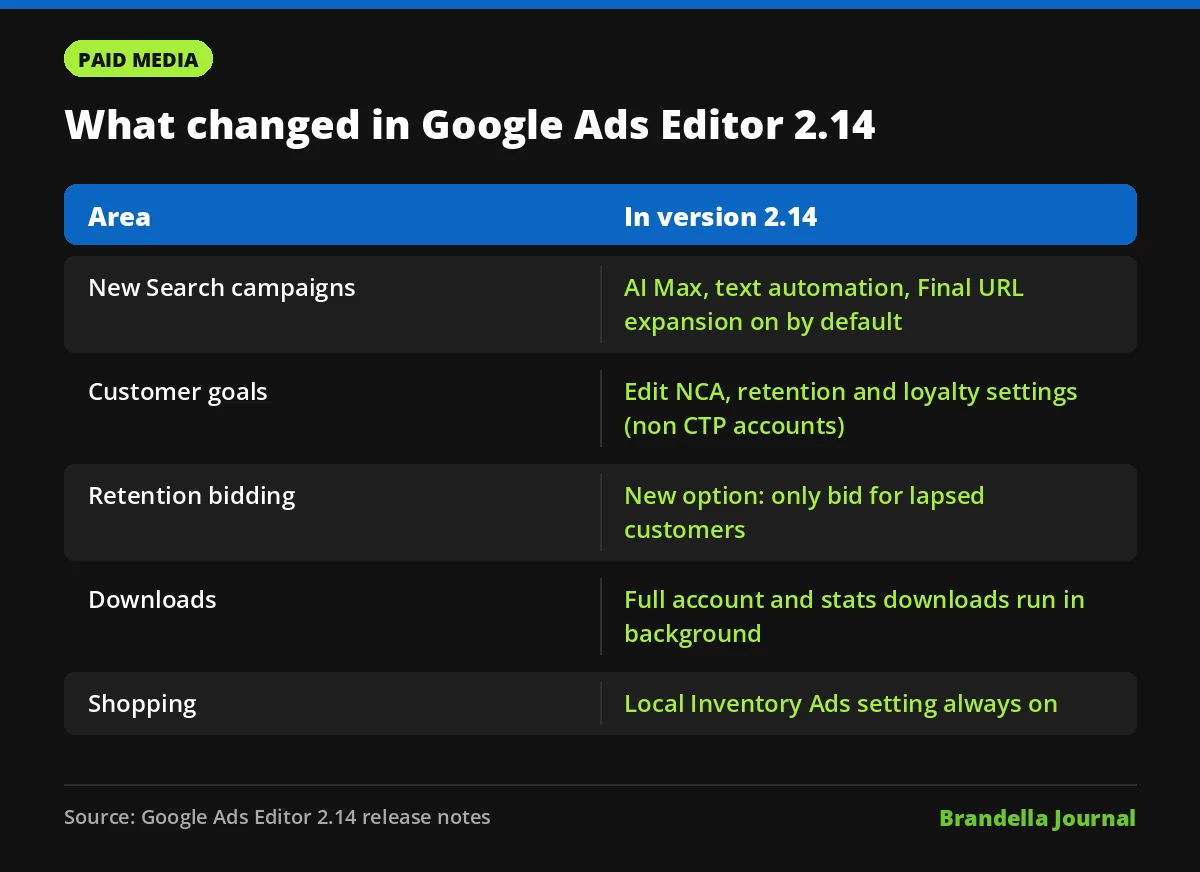 PAID MEDIA
What changed in Google Ads Editor 2.14
Area
In version 2.14
New Search campaigns
AI Max, text automation, Final URL
expansion on by default
Customer goals
Edit NCA, retention and loyalty settings
(non CTP accounts)
Retention bidding
New option: only bid for lapsed
customers
Downloads
Full account and stats downloads run in
background
Shopping
Local Inventory Ads setting always on
Source: Google Ads Editor 2.14 release notes
Brandella Journal